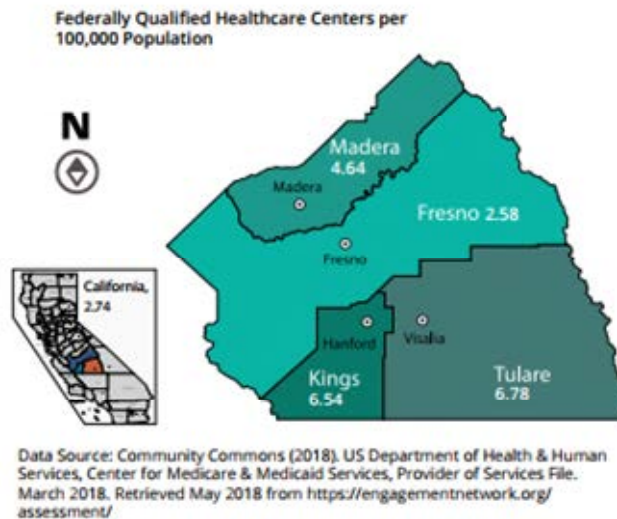 Federally Qualified Healthcare Centers per
100,000 Population
N
Madera
4.64
Madera
Fresno 2.58
Fresno
California,
2.74
Hanford
Visalia
Kings
6.54
Tulare
6.78
Data Source: Community Commons (2018). US Department of Health & Human
Services, Center for Medicare & Medicaid Services, Provider of Services File.
March 2018. Retrieved May 2018 from https://engagementnetwork.org/
assessment/